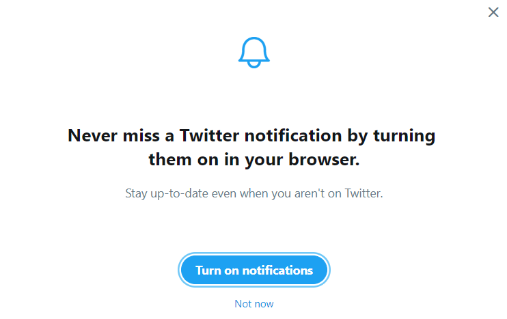 Never miss a Twitter notification by turning
them on in your browser.
Stay up-to-date even when you aren't on Twitter.
Turn on notifications
Not now